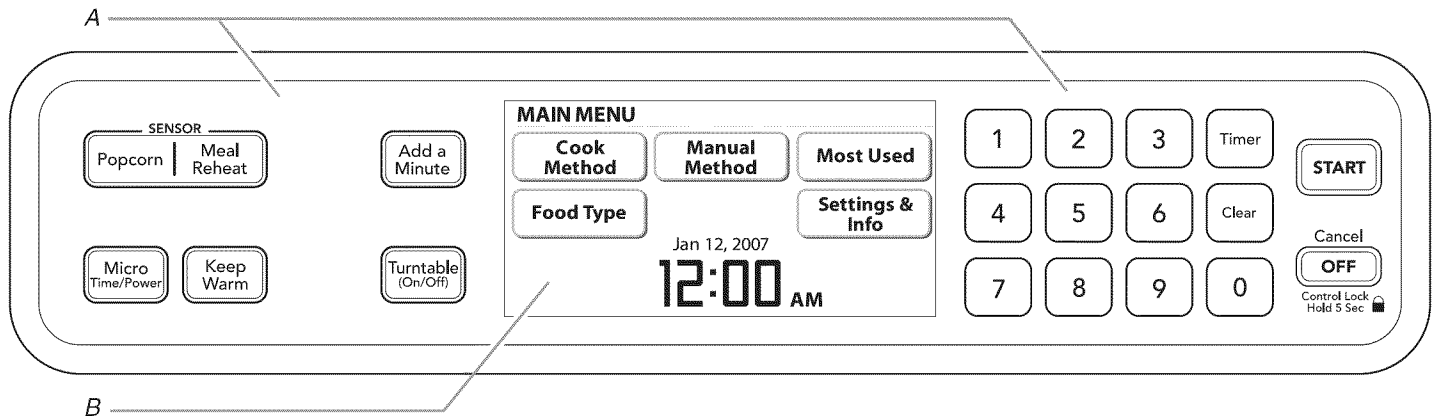 A
SENSOR
Popcorn | Meal
Reheat
Add a
Minute
Micro
Time/Power
Keep
Warm
Turntable
(On/Off)
MAIN MENU
Cook
Method
Manual
Method
Most Used
Food Type
Settings &
Info
Jan 12, 2007
12:00 AM
1 2 3 Timer
4 5 6 Clear
7 8 9 0
START
Cancel
OFF
Control Lock
Hold 5 Sec
B